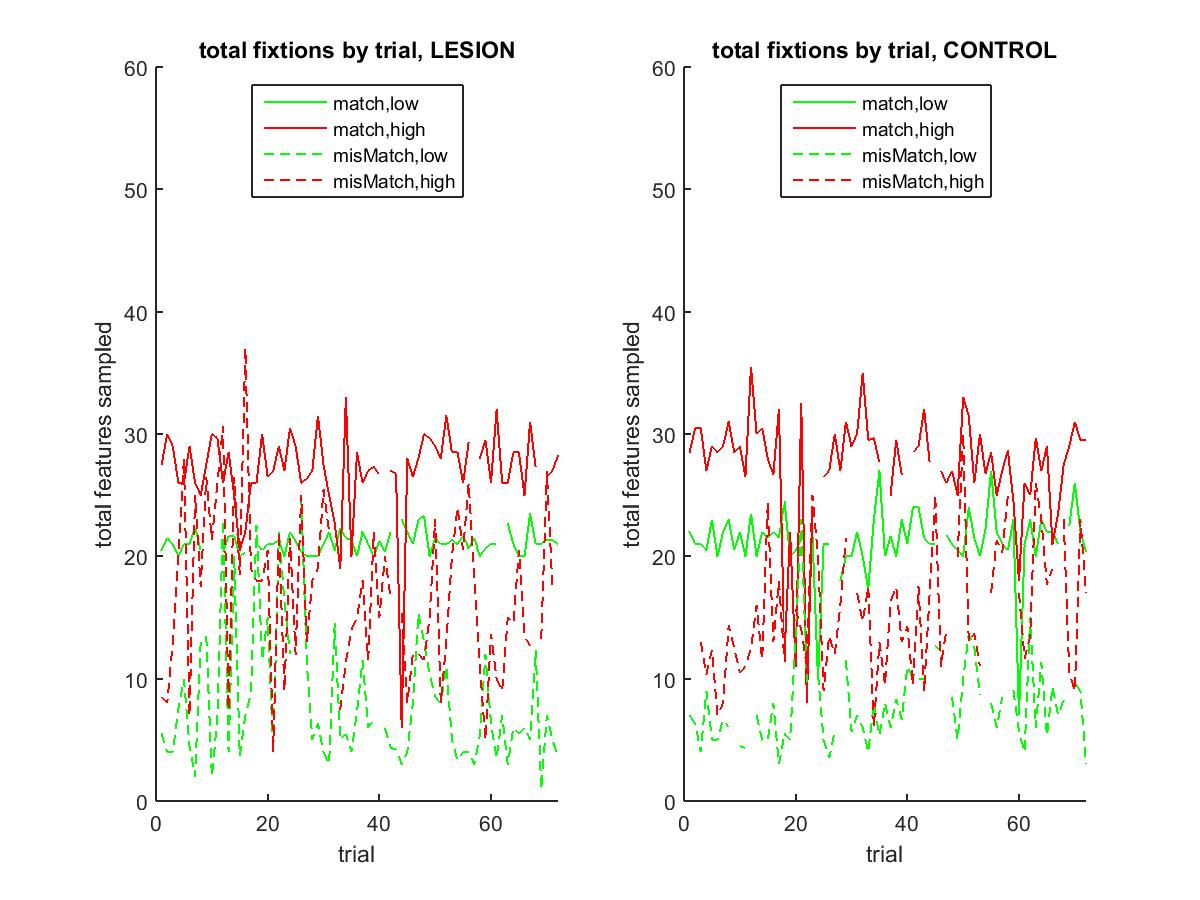 total fixtions by trial, LESION
match,low
match,high
misMatch,low
misMatch,high
60
50
40
30
20
10
0
total features sampled
0 20 40 60
trial
total fixtions by trial, CONTROL
match,low
match,high
misMatch,low
misMatch,high
60
50
40
30
20
10
0
total features sampled
0 20 40 60
trial